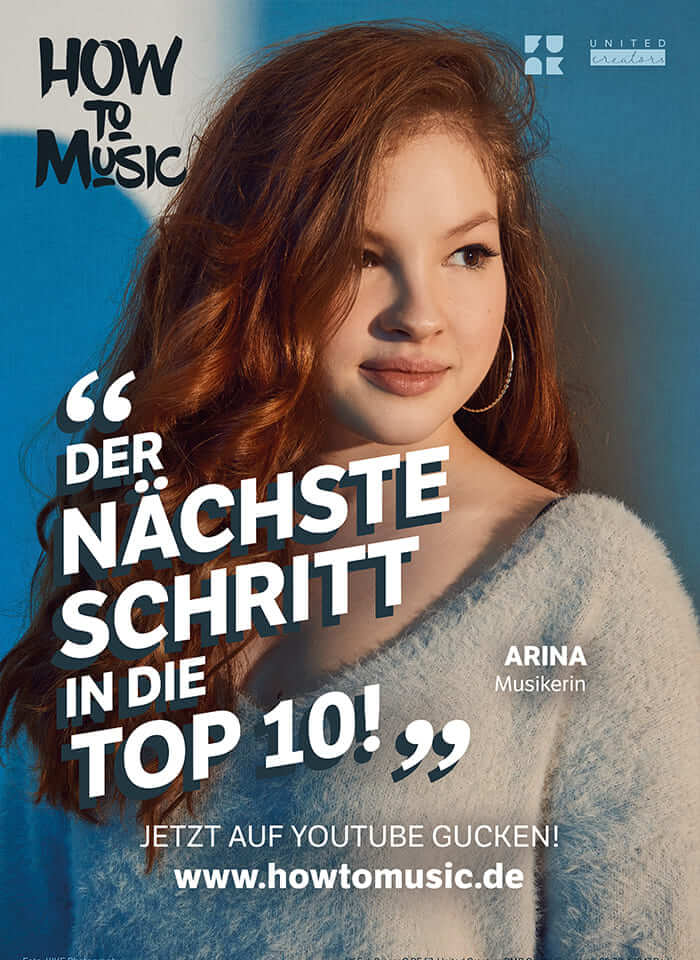 HOW
TO
MUSIC
FUNK
UNITED
creators
“
DER
NÄCHSTE
SCHRITT
IN DIE
TOP 10!
”
ARINA
Musikerin
JETZT AUF YOUTUBE GUCKEN!
www.howtomusic.de